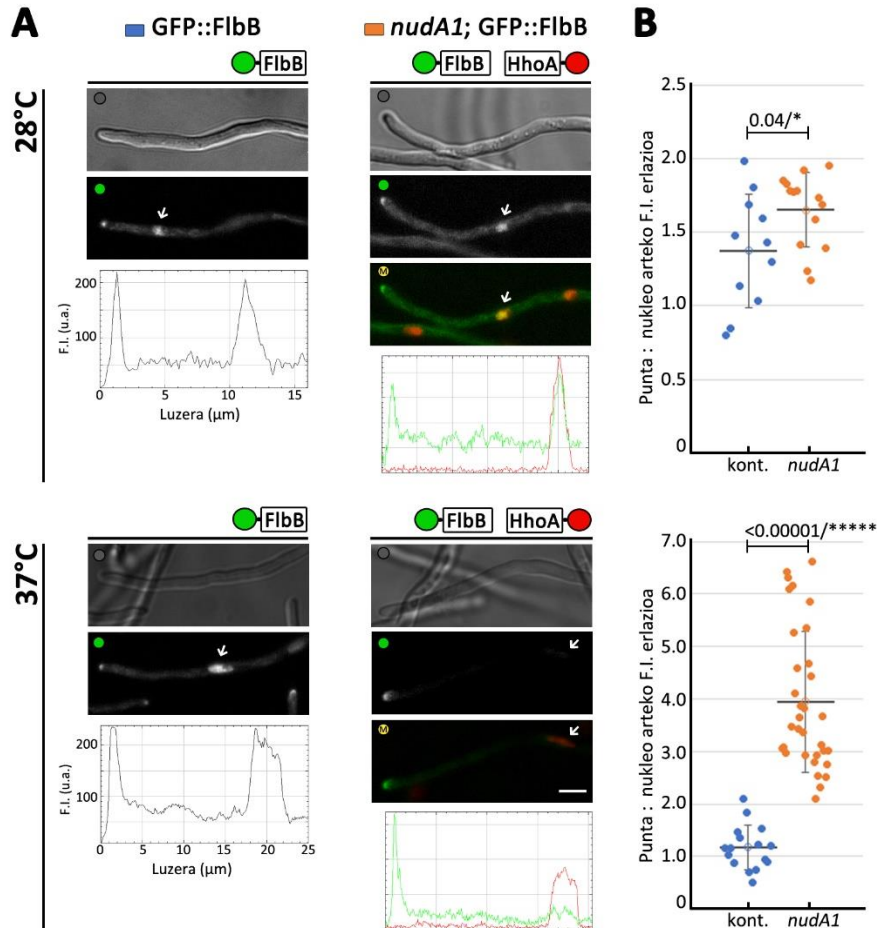 A
GFP::FlbB
nudA1; GFP::FlbB
B
28°C
FlbB
FlbB HhoA
M
F.I. (u.a.)
200
100
0 5 10 15
Luzera (μm)
Punta : nukleo arteko F.I. erlazioa
2.5
2.0
1.5
1.0
0.5
0
0.04/*
kont. nudA1
37°C
FlbB
FlbB HhoA
M
F.I. (u.a.)
200
100
0 5 10 15 20 25
Luzera (μm)
Punta : nukleo arteko F.I. erlazioa
7.0
6.0
5.0
4.0
3.0
2.0
1.0
0
<0.00001/*****
kont. nudA1